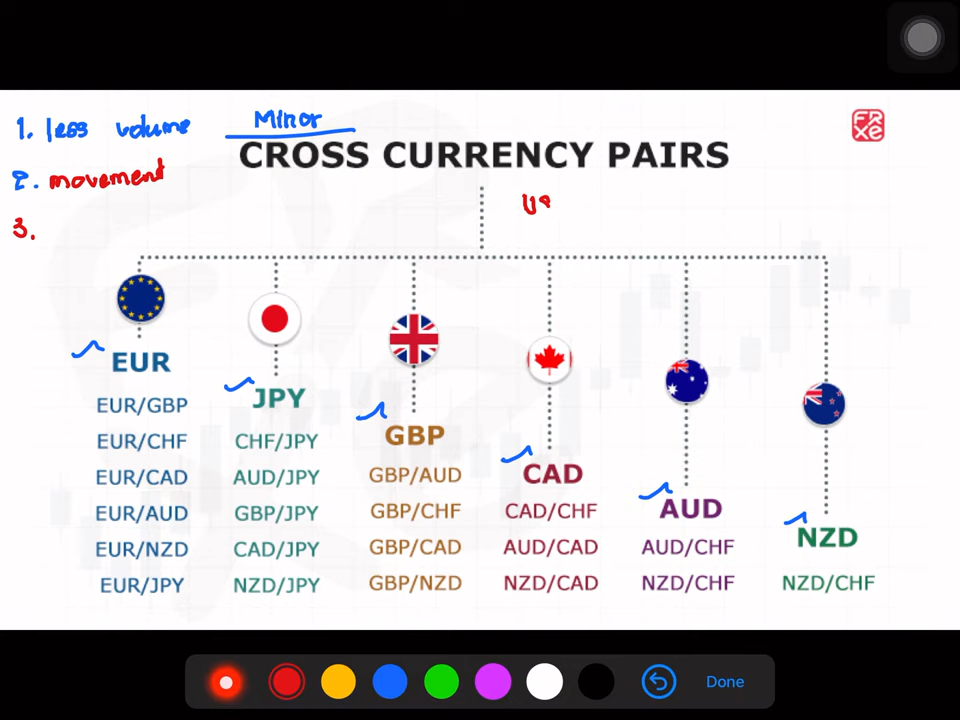 1. less volume
Minor
2. movement
3.
CROSS CURRENCY PAIRS
US
FRXE
EUR
EUR/GBP
EUR/CHF
EUR/CAD
EUR/AUD
EUR/NZD
EUR/JPY
JPY
CHF/JPY
AUD/JPY
GBP/JPY
CAD/JPY
NZD/JPY
GBP
GBP/AUD
GBP/CHF
GBP/CAD
GBP/NZD
CAD
CAD/CHF
AUD/CAD
NZD/CAD
AUD
AUD/CHF
NZD/CHF
NZD
NZD/CHF
Done